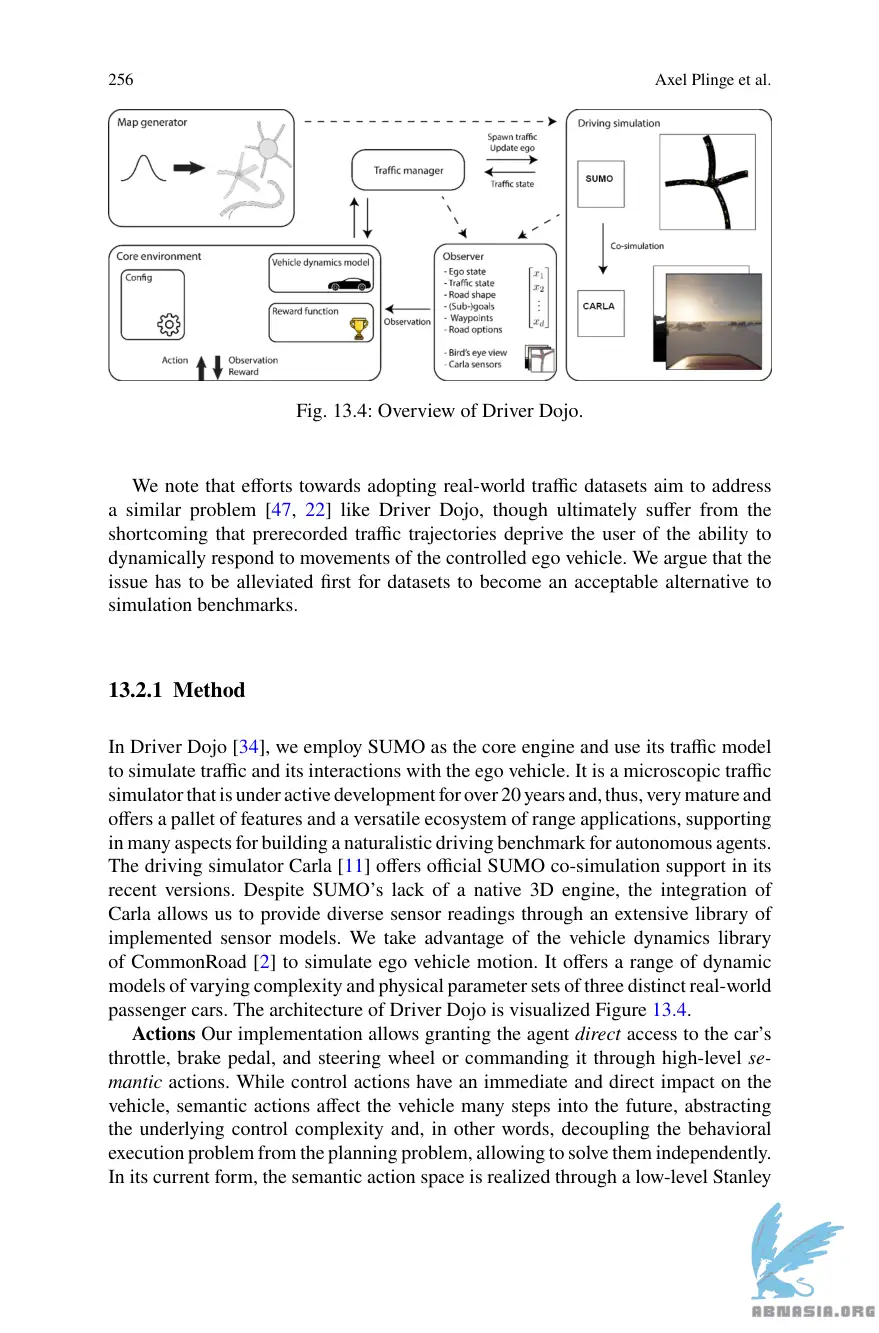 256
Axel Plinge et al.
Map generator
Driving simulation
Spawn traffic
Update ego
Traffic manager
Traffic state
SUMO
Co-simulation
CARLA
Core environment
Config
Vehicle dynamics model
Reward function
Action
Observation
Reward
Observation
Observer
- Ego state
- Traffic state
- Road shape
- (Sub-)goals
- Waypoints
- Road options
- Bird's eye view
- Carla sensors
x1
x2
⋮
xd
Fig. 13.4: Overview of Driver Dojo.
We note that efforts towards adopting real-world traffic datasets aim to address
a similar problem [47, 22] like Driver Dojo, though ultimately suffer from the
shortcoming that prerecorded traffic trajectories deprive the user of the ability to
dynamically respond to movements of the controlled ego vehicle. We argue that the
issue has to be alleviated first for datasets to become an acceptable alternative to
simulation benchmarks.
13.2.1 Method
In Driver Dojo [34], we employ SUMO as the core engine and use its traffic model
to simulate traffic and its interactions with the ego vehicle. It is a microscopic traffic
simulator that is under active development for over 20 years and, thus, very mature and
offers a pallet of features and a versatile ecosystem of range applications, supporting
in many aspects for building a naturalistic driving benchmark for autonomous agents.
The driving simulator Carla [11] offers official SUMO co-simulation support in its
recent versions. Despite SUMO's lack of a native 3D engine, the integration of
Carla allows us to provide diverse sensor readings through an extensive library of
implemented sensor models. We take advantage of the vehicle dynamics library
of CommonRoad [2] to simulate ego vehicle motion. It offers a range of dynamic
models of varying complexity and physical parameter sets of three distinct real-world
passenger cars. The architecture of Driver Dojo is visualized Figure 13.4.
Actions Our implementation allows granting the agent direct access to the car's
throttle, brake pedal, and steering wheel or commanding it through high-level se-
mantic actions. While control actions have an immediate and direct impact on the
vehicle, semantic actions affect the vehicle many steps into the future, abstracting
the underlying control complexity and, in other words, decoupling the behavioral
execution problem from the planning problem, allowing to solve them independently.
In its current form, the semantic action space is realized through a low-level Stanley
ABNASIA.ORG